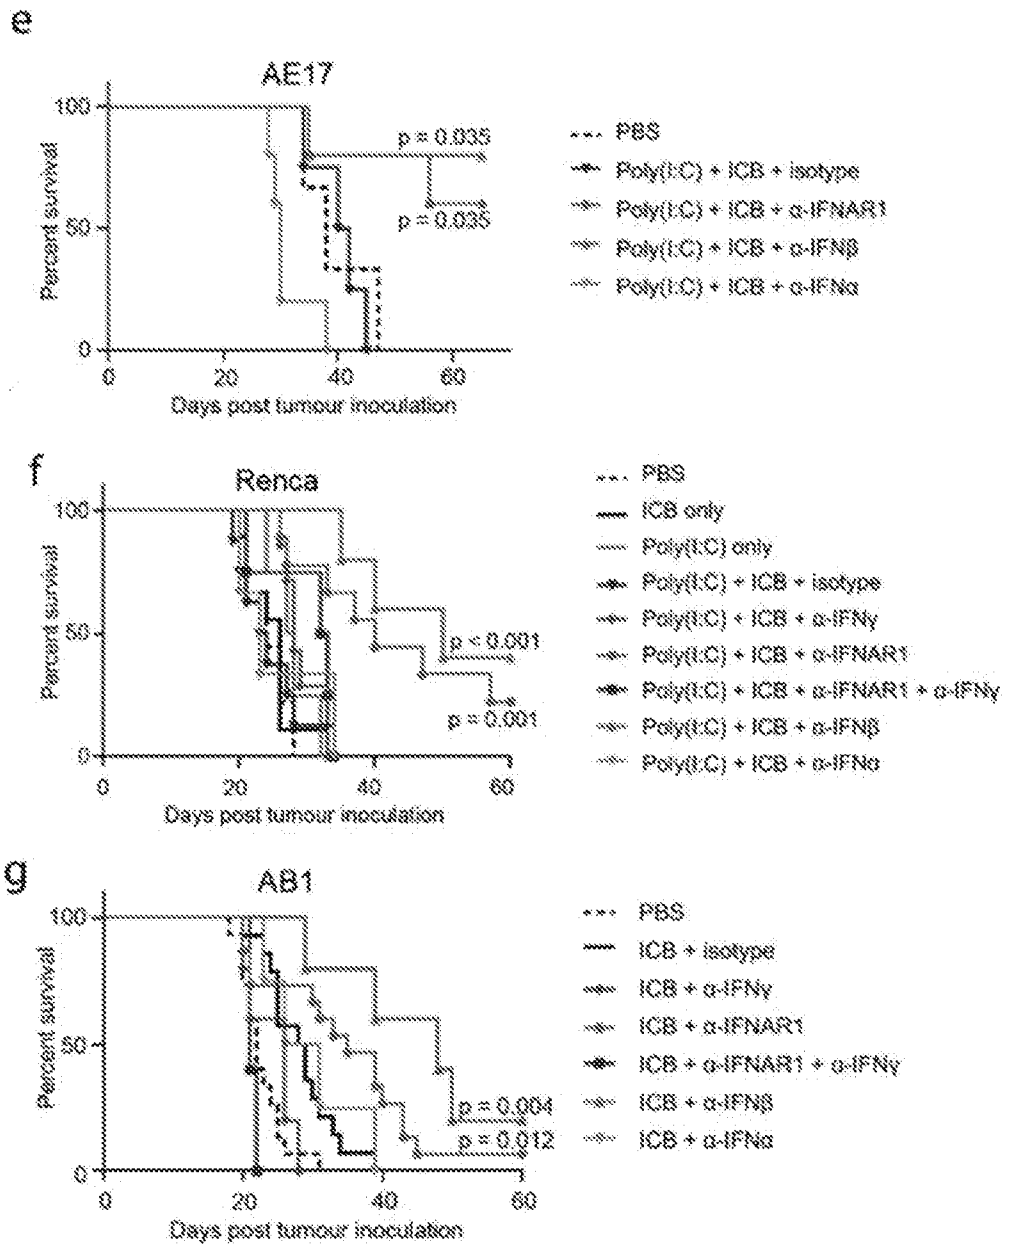 e
AE17
100
50
0
0
20
40
60
Percent survival
Days post tumour inoculation
p = 0.035
p = 0.035
PBS
Poly(I:C) + ICB + isotype
Poly(I:C) + ICB + α-IFNAR1
Poly(I:C) + ICB + α-IFNβ
Poly(I:C) + ICB + α-IFNα
f
Renca
100
50
0
0
20
40
60
Percent survival
Days post tumour inoculation
p < 0.001
p = 0.001
PBS
ICB only
Poly(I:C) only
Poly(I:C) + ICB + isotype
Poly(I:C) + ICB + α-IFNγ
Poly(I:C) + ICB + α-IFNAR1
Poly(I:C) + ICB + α-IFNAR1 + α-IFNγ
Poly(I:C) + ICB + α-IFNβ
Poly(I:C) + ICB + α-IFNα
g
AB1
100
50
0
0
20
40
60
Percent survival
Days post tumour inoculation
p = 0.004
p = 0.012
PBS
ICB + isotype
ICB + α-IFNγ
ICB + α-IFNAR1
ICB + α-IFNAR1 + α-IFNγ
ICB + α-IFNβ
ICB + α-IFNα